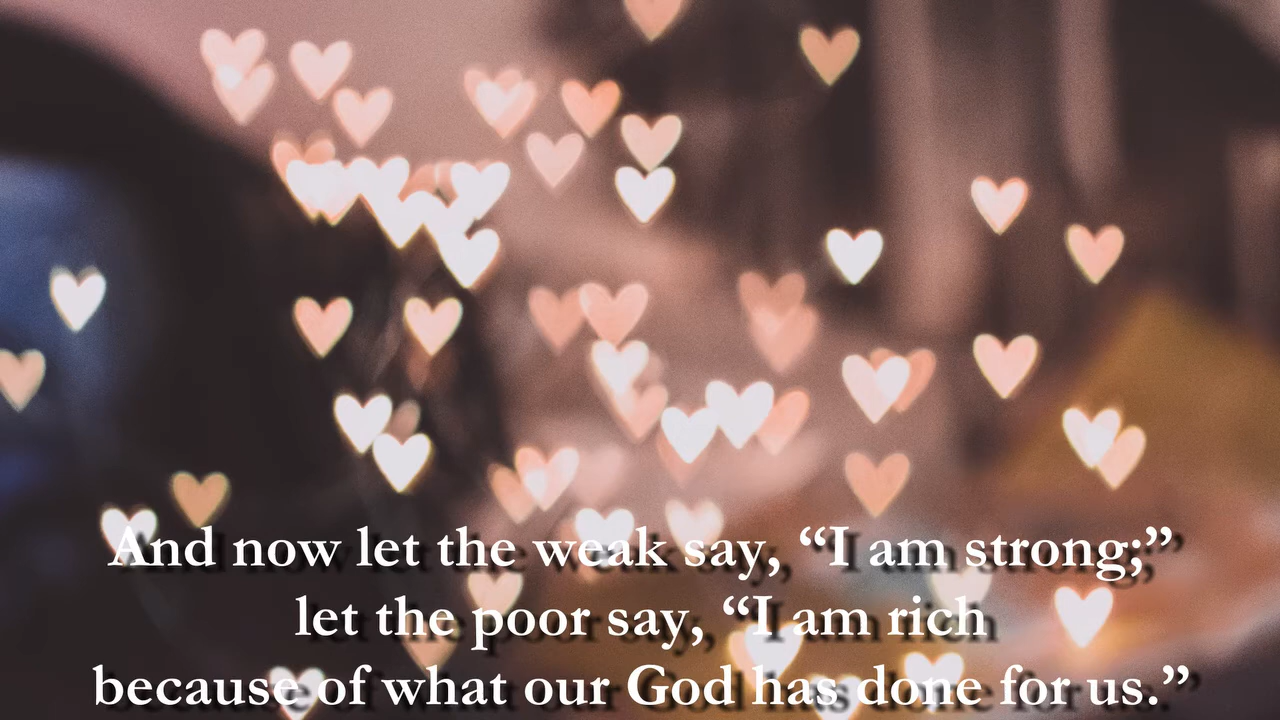 And now let the weak say, “I am strong;”
let the poor say, “I am rich
because of what our God has done for us.”